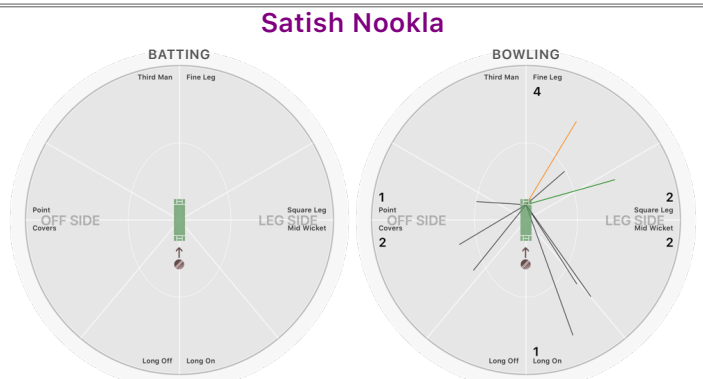 Satish Nookla
BATTING
Third Man Fine Leg
Point
OFF SIDE
Covers
Square Leg
LEG SIDE
Mid Wicket
Long Off Long On
BOWLING
Third Man Fine Leg
4
1
Point
OFF SIDE
Covers
2
2
Square Leg
LEG SIDE
Mid Wicket
2
1
Long Off Long On